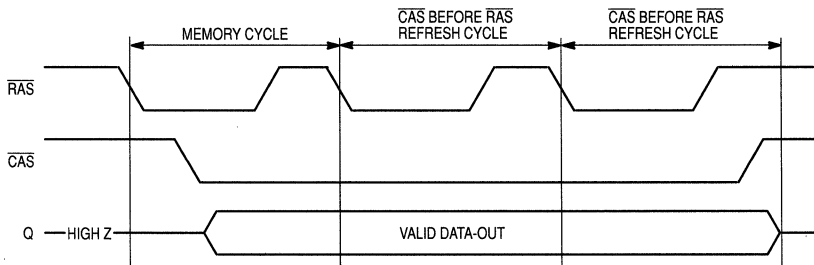 MEMORY CYCLE
CAS BEFORE RAS
REFRESH CYCLE
CAS BEFORE RAS
REFRESH CYCLE
RAS
CAS
Q
HIGH Z
VALID DATA-OUT